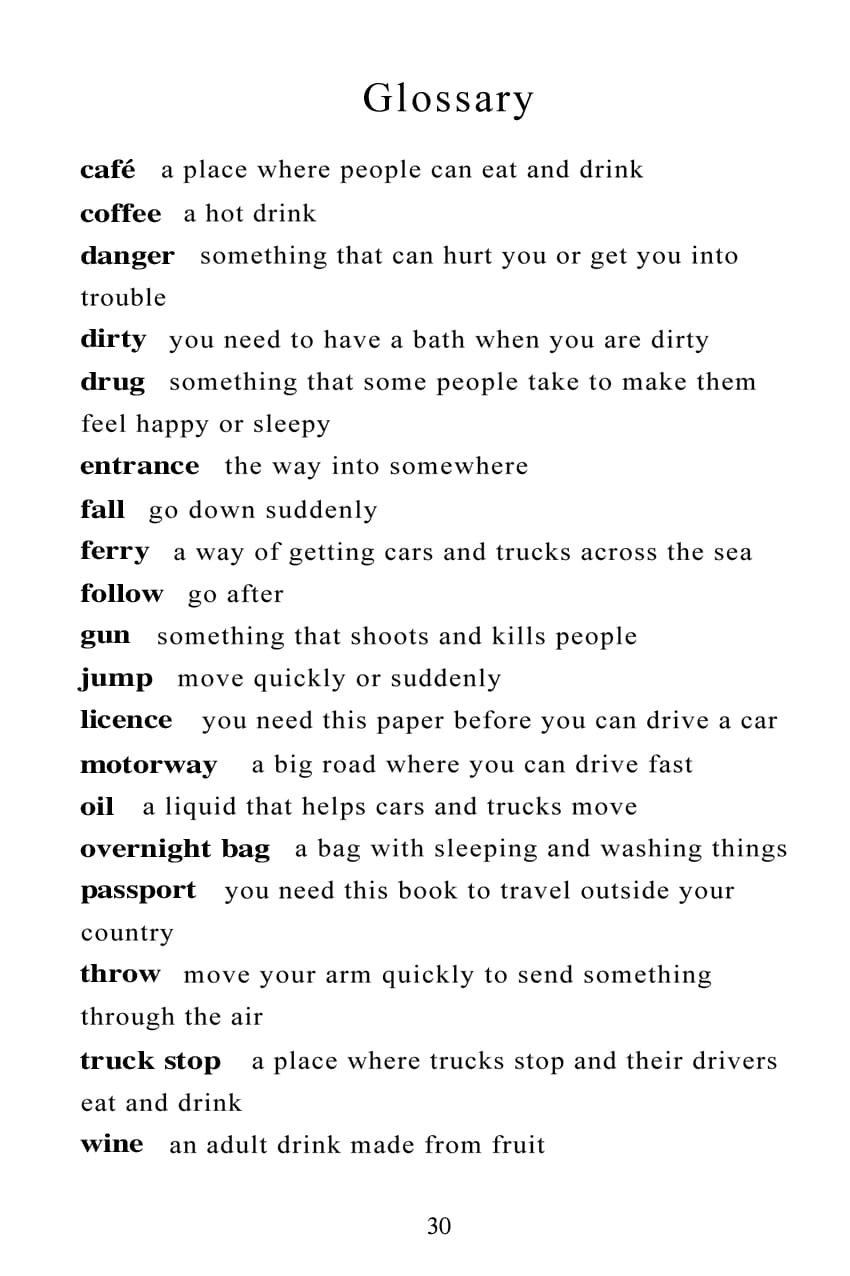 Glossary
café a place where people can eat and drink
coffee a hot drink
danger something that can hurt you or get you into
trouble
dirty you need to have a bath when you are dirty
drug something that some people take to make them
feel happy or sleepy
entrance the way into somewhere
fall go down suddenly
ferry a way of getting cars and trucks across the sea
follow go after
gun something that shoots and kills people
jump move quickly or suddenly
licence you need this paper before you can drive a car
motorway a big road where you can drive fast
oil a liquid that helps cars and trucks move
overnight bag a bag with sleeping and washing things
passport you need this book to travel outside your
country
throw move your arm quickly to send something
through the air
truck stop a place where trucks stop and their drivers
eat and drink
wine an adult drink made from fruit
30